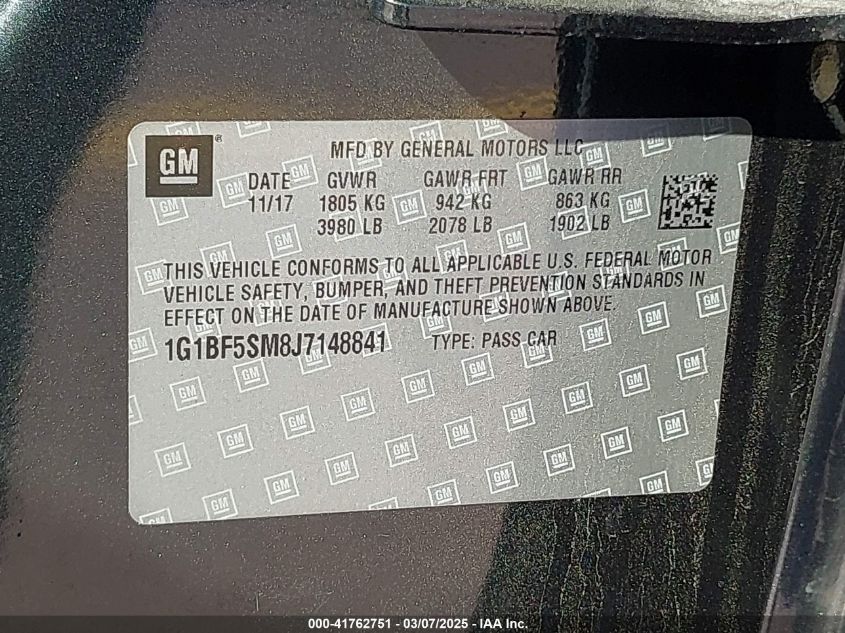 GM ®
MFD BY GENERAL MOTORS LLC
DATE GVWR GAWR FRT GAWR RR
11/17 1805 KG 942 KG 863 KG
3980 LB 2078 LB 1902 LB
THIS VEHICLE CONFORMS TO ALL APPLICABLE U.S. FEDERAL MOTOR
VEHICLE SAFETY, BUMPER, AND THEFT PREVENTION STANDARDS IN
EFFECT ON THE DATE OF MANUFACTURE SHOWN ABOVE.
1G1BF5SM8J7148841 TYPE: PASS CAR
000-41762751 - 03/07/2025 - IAA Inc.